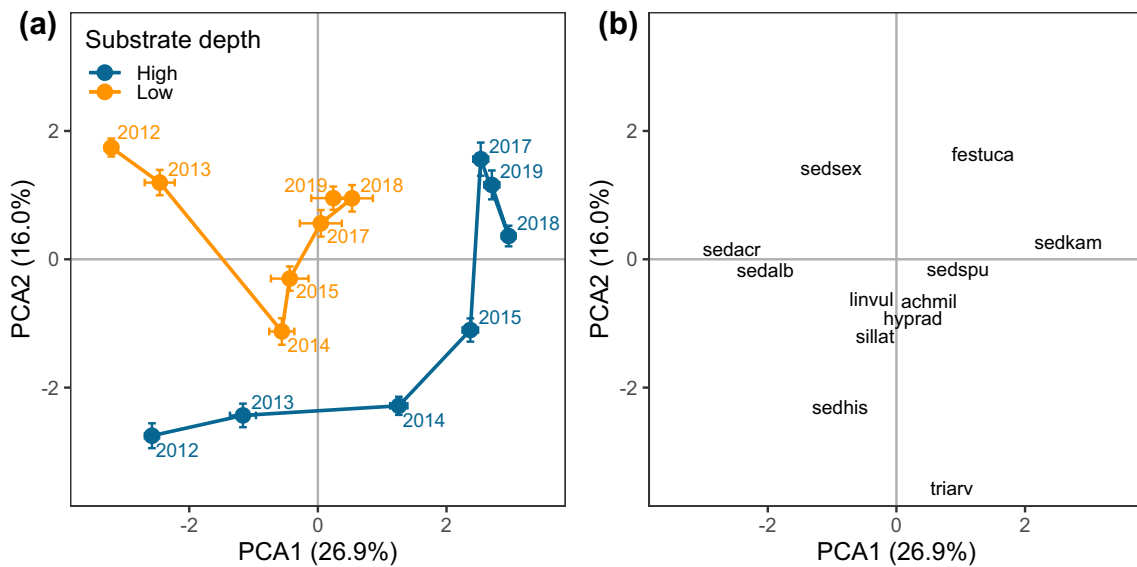 (a)
Substrate depth
High
Low
2012
2013
2014
2015
2017
2019
2018
2012
2013
2014
2015
2017
2019
2018
2
0
-2
PCA2 (16.0%)
-2
0
2
PCA1 (26.9%)
(b)
festuca
sedsex
sedkam
sedacr
sedalb
sedspu
linvul
achmil
hyprad
sillat
sedhis
triarv
2
0
-2
PCA2 (16.0%)
-2
0
2
PCA1 (26.9%)